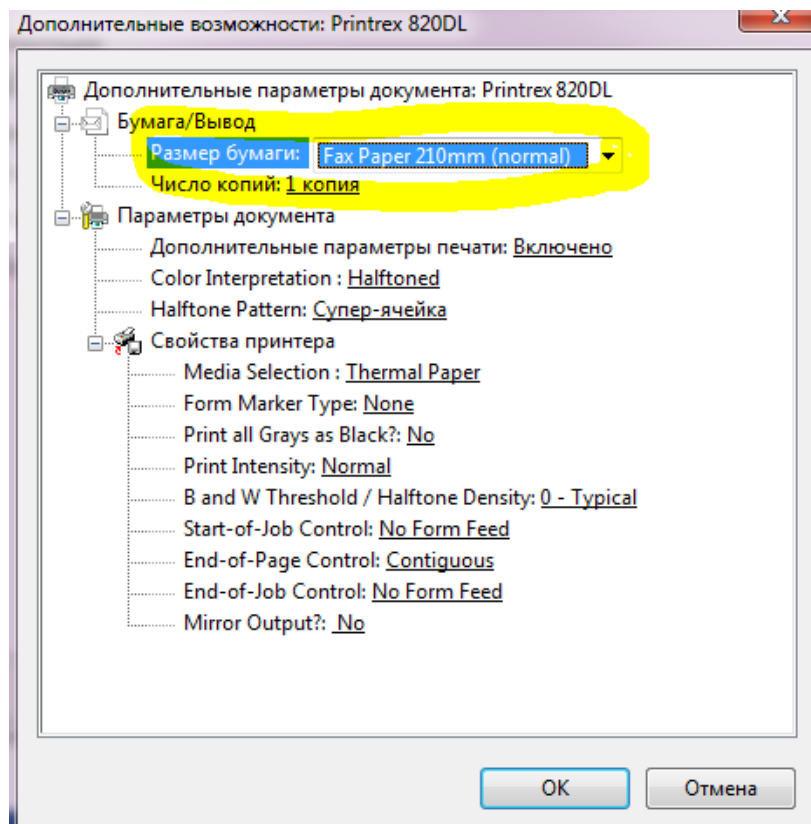 Дополнительные возможности: Printrex 820DL
Дополнительные параметры документа: Printrex 820DL
Бумага/Вывод
Размер бумаги: Fax Paper 210mm (normal)
Число копий: 1 копия
Параметры документа
Дополнительные параметры печати: Включено
Color Interpretation : Halftoned
Halftone Pattern: Супер-ячейка
Свойства принтера
Media Selection : Thermal Paper
Form Marker Type: None
Print all Grays as Black?: No
Print Intensity: Normal
B and W Threshold / Halftone Density: 0 - Typical
Start-of-Job Control: No Form Feed
End-of-Page Control: Contiguous
End-of-Job Control: No Form Feed
Mirror Output?: No
OK Отмена